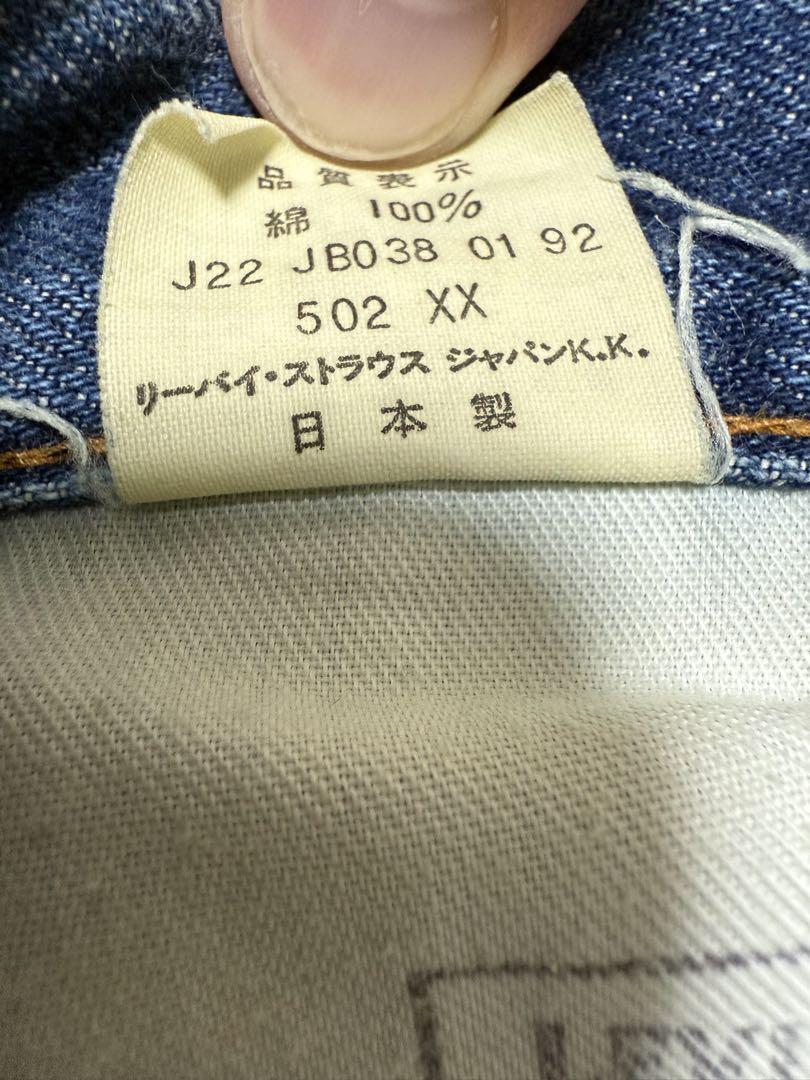 品質表示
綿 100%
J22 JB038 01 92
502 XX
リーバイ・ストラウス ジャパンK.K.
日本製